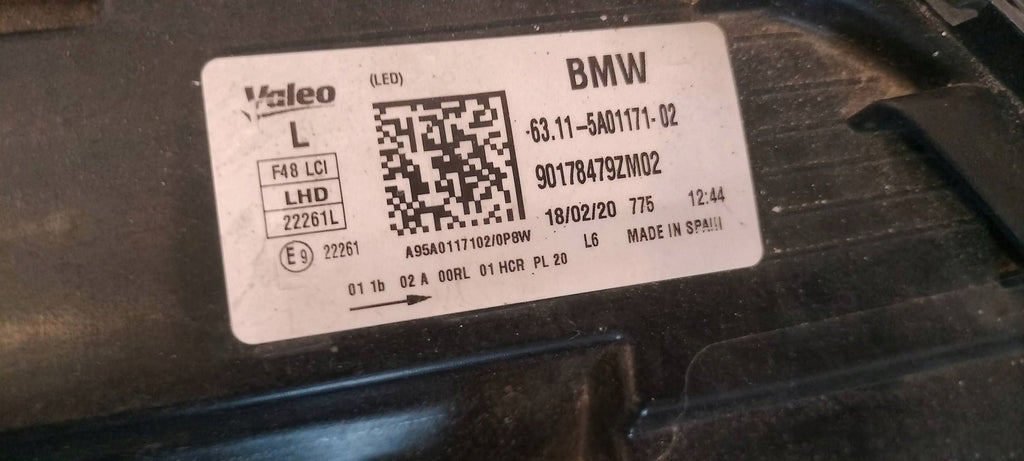 Valeo
(LED)
BMW
L
F48 LCI
LHD
22261L
E9 22261
-63.11-5A01171-02
90178479ZM02
18/02/20 775 12:44
A95A0117102/0P8W
L6 MADE IN SPAIN
01 1b 02 A 00RL 01 HCR PL 20